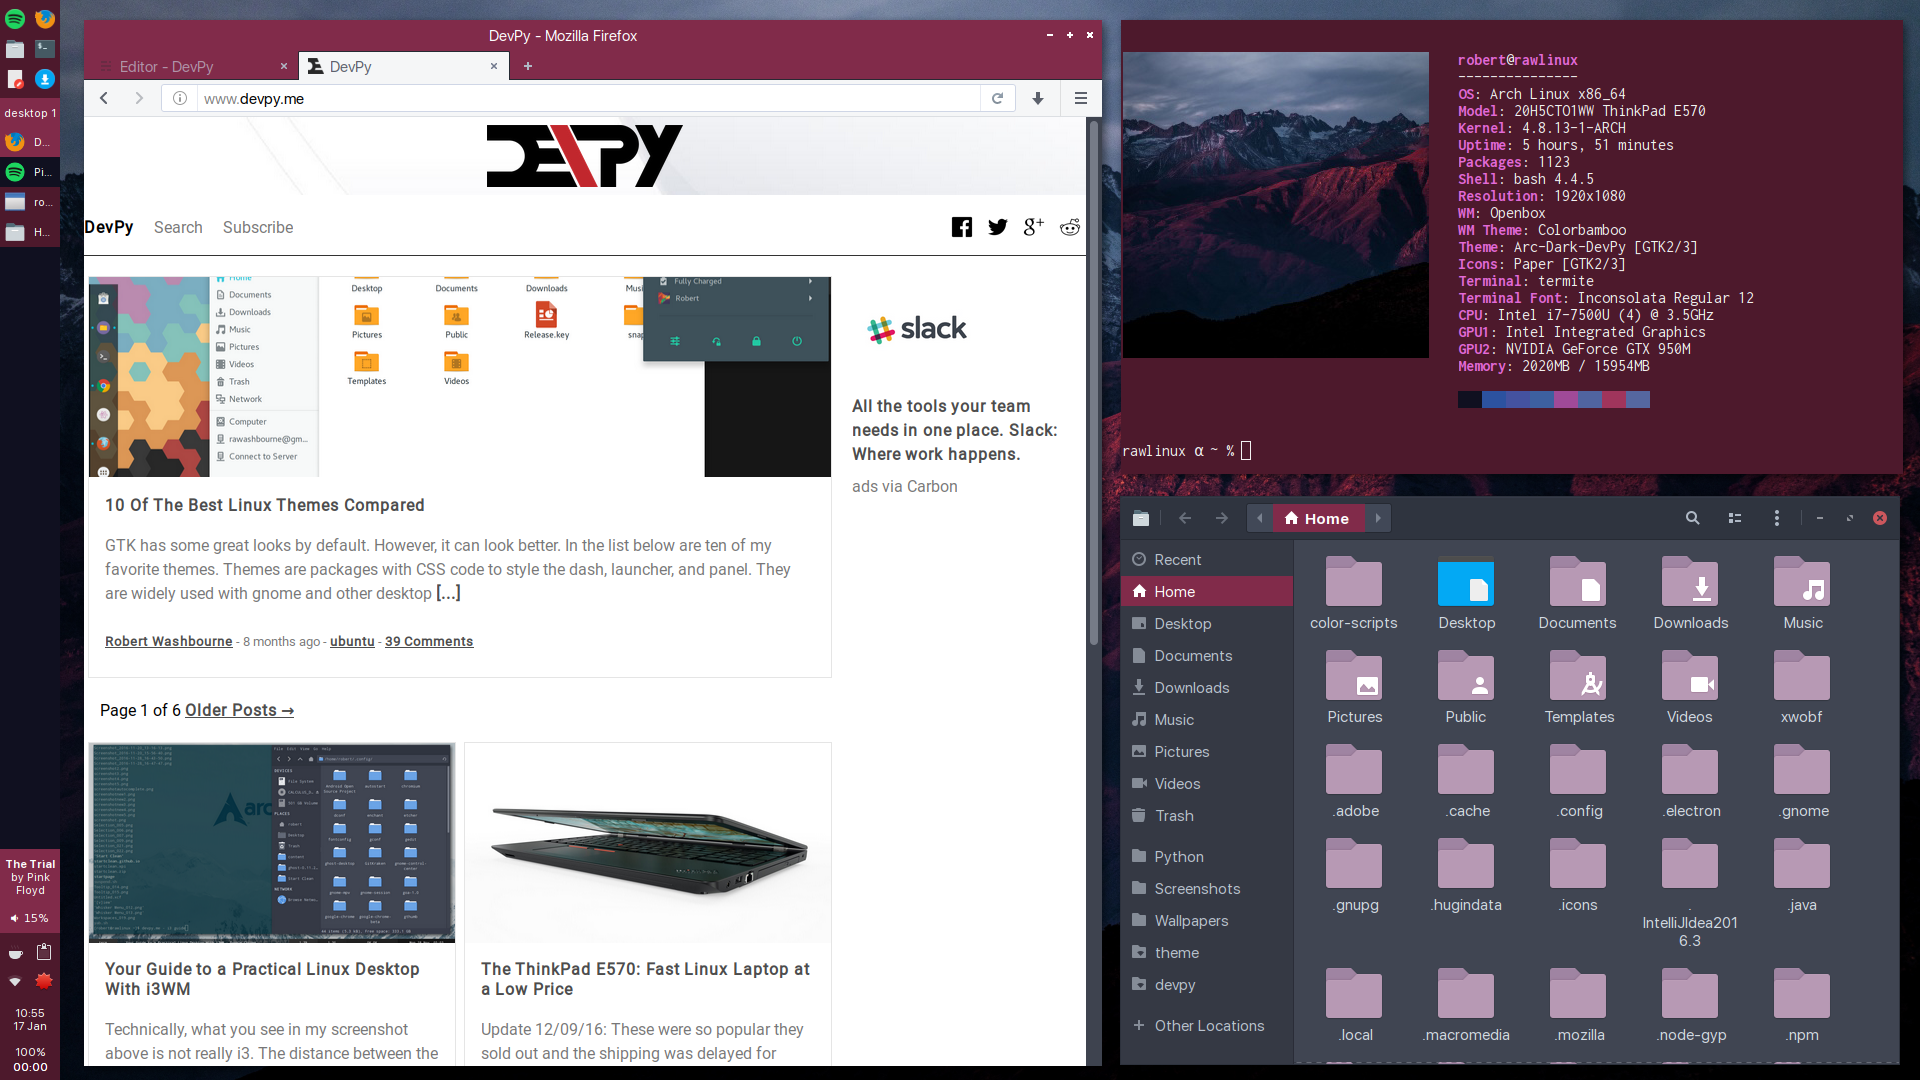 desktop 1
D...
Pi...
ro...
H...
The Trial
by Pink
Floyd
15%
10:55
17 Jan
100%
00:00
DevPy - Mozilla Firefox
Editor - DevPy
DevPy
www.devpy.me
DEVPY
DevPy Search Subscribe
Home
Documents
Downloads
Music
Pictures
Videos
Trash
Network
Computer
rawashbourne@gm...
Connect to Server
Desktop Documents Downloads
Pictures Public Release.key
Templates Videos
Fully Charged
Robert
10 Of The Best Linux Themes Compared
GTK has some great looks by default. However, it can look better. In the list below are ten of my
favorite themes. Themes are packages with CSS code to style the dash, launcher, and panel. They
are widely used with gnome and other desktop [...]
Robert Washbourne - 8 months ago - ubuntu - 39 Comments
slack
All the tools your team
needs in one place. Slack:
Where work happens.
ads via Carbon
Page 1 of 6 Older Posts →
Your Guide to a Practical Linux Desktop
With i3WM
Technically, what you see in my screenshot
above is not really i3. The distance between the
The ThinkPad E570: Fast Linux Laptop at
a Low Price
Update 12/09/16: These were so popular they
sold out and the shipping was delayed for
robert@rawlinux
---------------
OS: Arch Linux x86_64
Model: 20H5CTO1WW ThinkPad E570
Kernel: 4.8.13-1-ARCH
Uptime: 5 hours, 51 minutes
Packages: 1123
Shell: bash 4.4.5
Resolution: 1920x1080
WM: Openbox
WM Theme: Colorbamboo
Theme: Arc-Dark-DevPy [GTK2/3]
Icons: Paper [GTK2/3]
Terminal: termite
Terminal Font: Inconsolata Regular 12
CPU: Intel i7-7500U (4) @ 3.5GHz
GPU1: Intel Integrated Graphics
GPU2: NVIDIA GeForce GTX 950M
Memory: 2020MB / 15954MB
rawlinux α ~ %
Home
Recent
Home
Desktop
Documents
Downloads
Music
Pictures
Videos
Trash
Python
Screenshots
Wallpapers
theme
devpy
Other Locations
color-scripts Desktop Documents Downloads Music
Pictures Public Templates Videos xwobf
.adobe .cache .config .electron .gnome
.gnupg .hugindata .icons .IntelliJIdea2016.3 .java
.local .macromedia .mozilla .node-gyp .npm